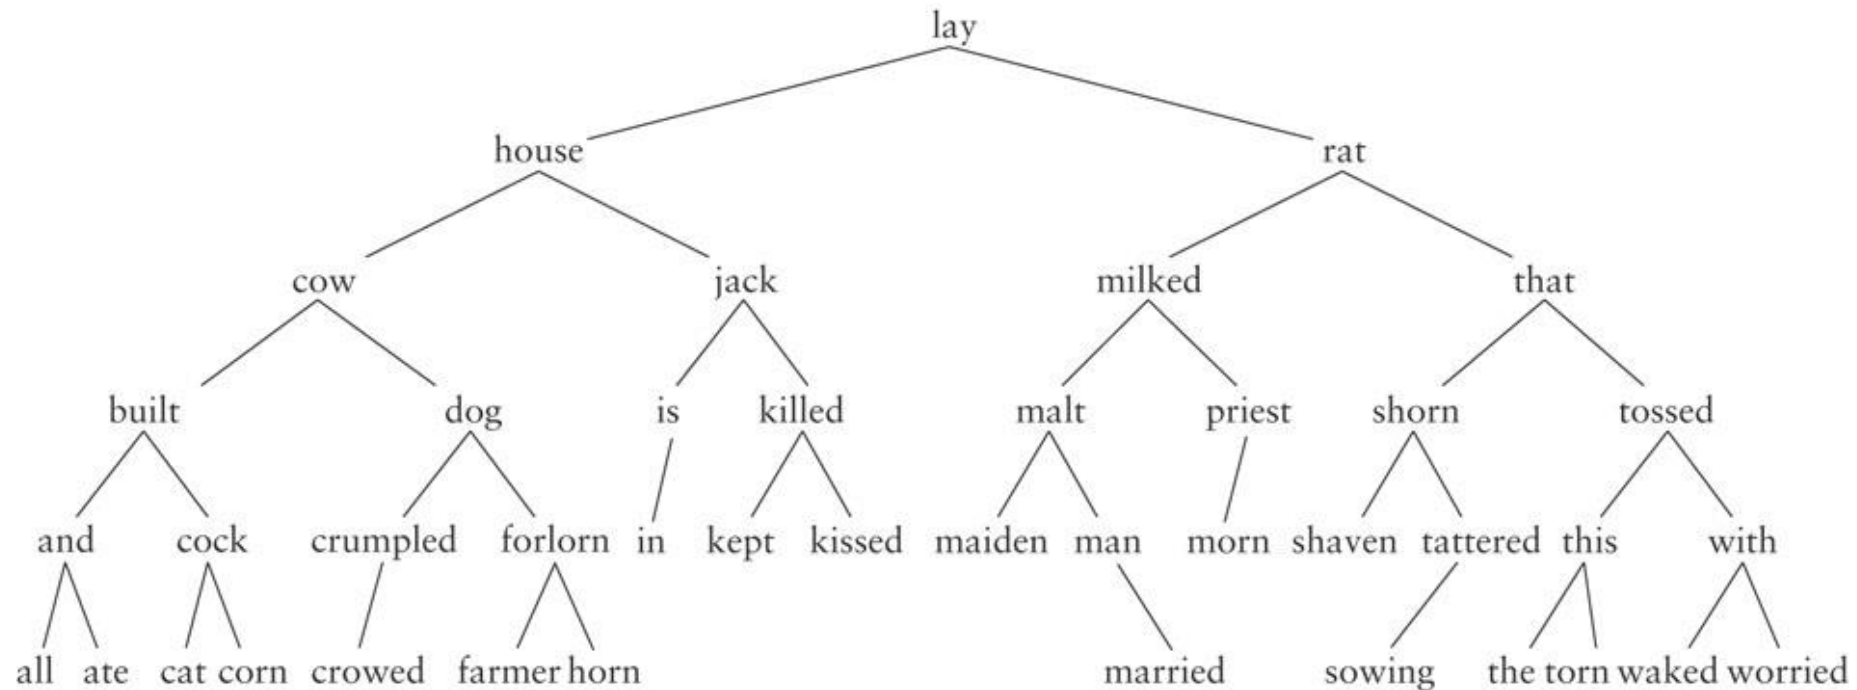 lay
house rat
cow jack milked that
built dog is killed malt priest shorn tossed
and cock crumpled forlorn in kept kissed maiden man morn shaven tattered this with
all ate cat corn crowed farmer horn married sowing the torn waked worried